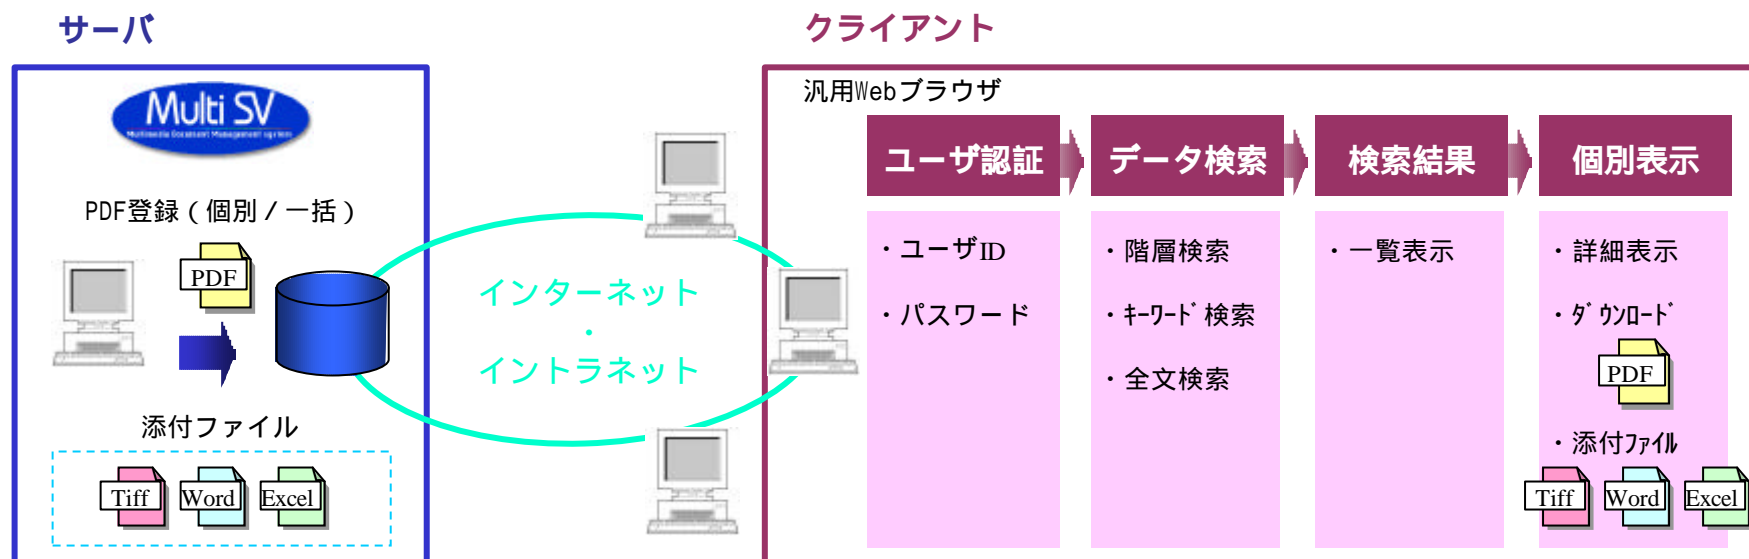 サーバ
Multi SV
Multimedia Document Management system
PDF登録（個別／一括）
PDF
添付ファイル
Tiff
Word
Excel
インターネット
・
イントラネット
クライアント
汎用Webブラウザ
ユーザ認証
・ユーザID
・パスワード
データ検索
・階層検索
・ｷｰﾜｰﾄﾞ検索
・全文検索
検索結果
・一覧表示
個別表示
・詳細表示
・ﾀﾞｳﾝﾛｰﾄﾞ
PDF
・添付ﾌｧｲﾙ
Tiff
Word
Excel